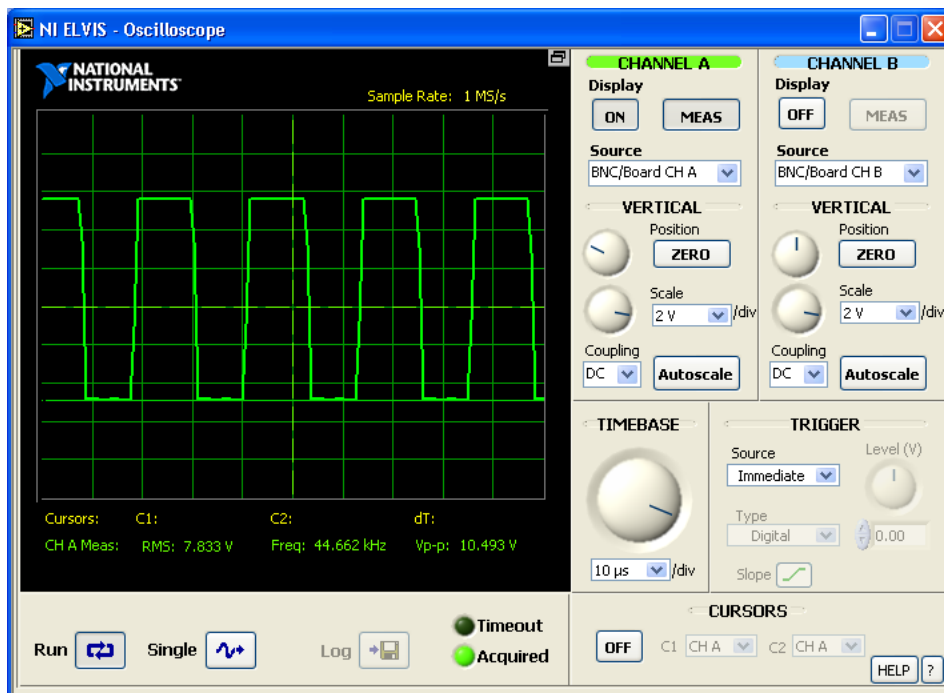 NI ELVIS - Oscilloscope
NATIONAL
INSTRUMENTS
Sample Rate: 1 MS/s
Cursors: C1: C2: dT:
CH A Meas: RMS: 7.833 V Freq: 44.662 kHz Vp-p: 10.493 V
Run Single Log Timeout
Acquired
CHANNEL A
Display
ON MEAS
Source
BNC/Board CH A
VERTICAL
Position
ZERO
Scale
2 V /div
Coupling
DC Autoscale
CHANNEL B
Display
OFF MEAS
Source
BNC/Board CH B
VERTICAL
Position
ZERO
Scale
2 V /div
Coupling
DC Autoscale
TIMEBASE
10 µs /div
TRIGGER
Source
Immediate
Level (V)
Type
Digital
0.00
Slope
CURSORS
OFF C1 CH A C2 CH A
HELP ?